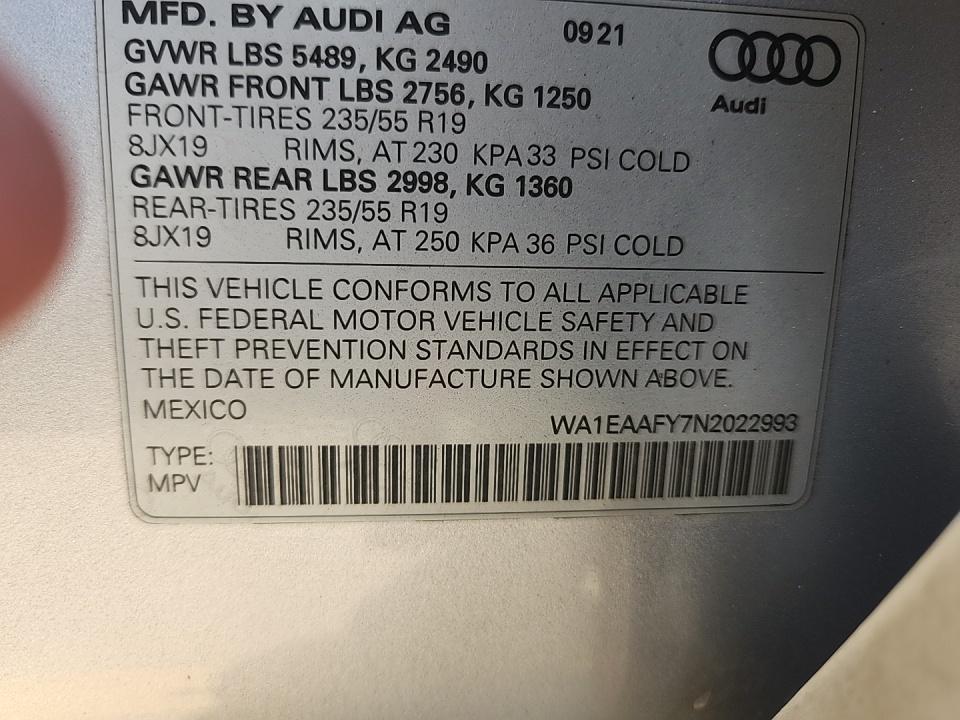 MFD. BY AUDI AG 09 21
GVWR LBS 5489, KG 2490
GAWR FRONT LBS 2756, KG 1250
Audi
FRONT-TIRES 235/55 R19
8JX19 RIMS, AT 230 KPA 33 PSI COLD
GAWR REAR LBS 2998, KG 1360
REAR-TIRES 235/55 R19
8JX19 RIMS, AT 250 KPA 36 PSI COLD
THIS VEHICLE CONFORMS TO ALL APPLICABLE
U.S. FEDERAL MOTOR VEHICLE SAFETY AND
THEFT PREVENTION STANDARDS IN EFFECT ON
THE DATE OF MANUFACTURE SHOWN ABOVE.
MEXICO
WA1EAAFY7N2022993
TYPE:
MPV